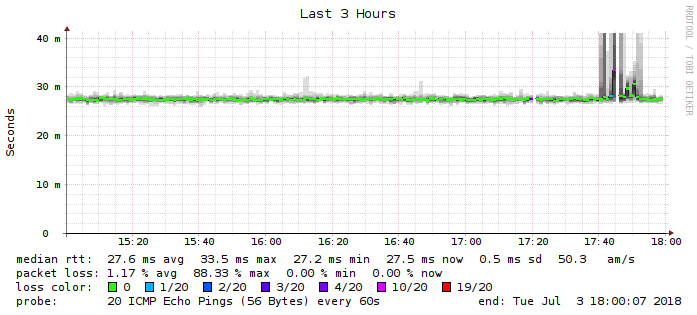 Last 3 Hours
RRDTOOL / TOBI OETIKER
Seconds
40 m
30 m
20 m
10 m
0
15:20 15:40 16:00 16:20 16:40 17:00 17:20 17:40 18:00
median rtt: 27.6 ms avg 33.5 ms max 27.2 ms min 27.5 ms now 0.5 ms sd 50.3 am/s
packet loss: 1.17 % avg 88.33 % max 0.00 % min 0.00 % now
loss color: 0 1/20 2/20 3/20 4/20 10/20 19/20
probe: 20 ICMP Echo Pings (56 Bytes) every 60s end: Tue Jul 3 18:00:07 2018